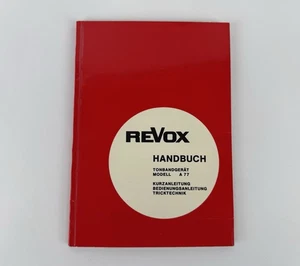 REVOX
HANDBUCH
TONBANDGERÄT
MODELL A 77
KURZANLEITUNG
BEDIENUNGSANLEITUNG
TRICKTECHNIK